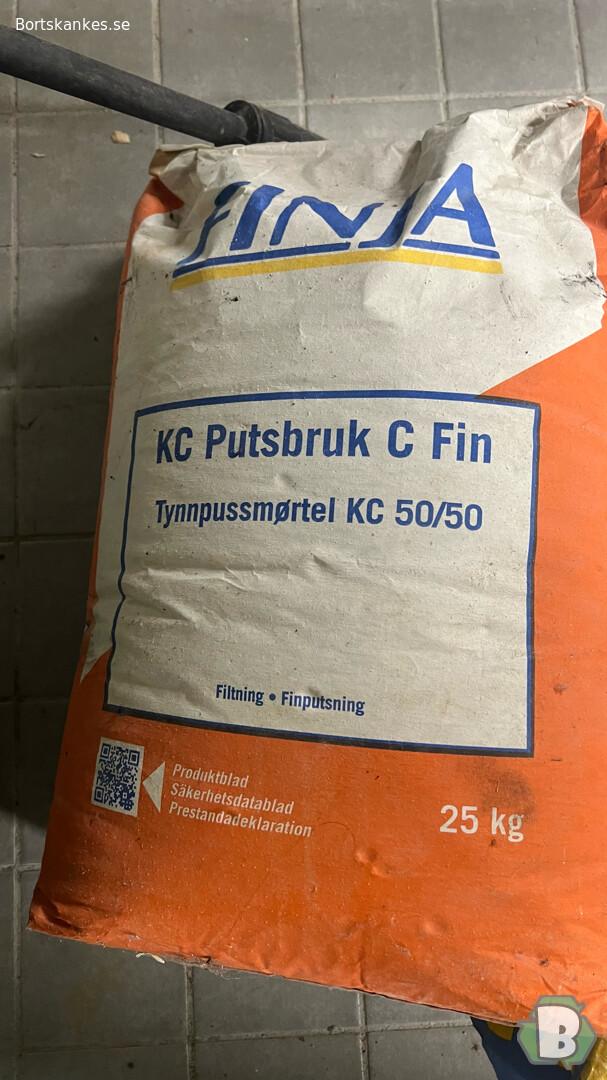 Bortskankes.se
FINJA
KC Putsbruk C Fin
Tynnpussmørtel KC 50/50
Filtning • Finputsning
Produktblad
Säkerhetsdatablad
Prestandadeklaration
25 kg
B